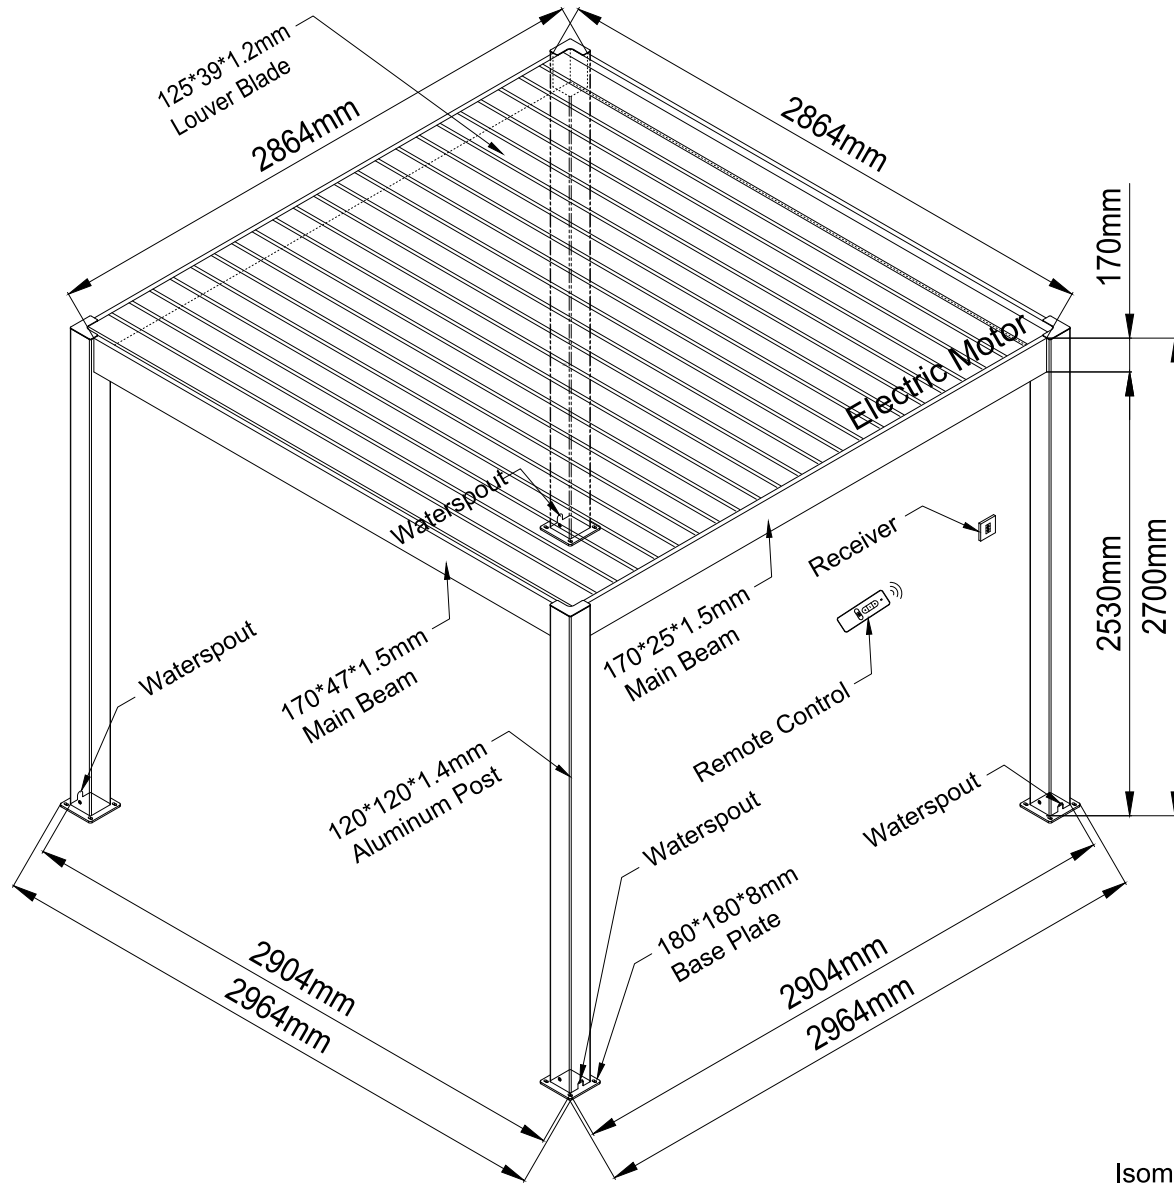 125*39*1.2mm
Louver Blade
2864mm
2864mm
170mm
Electric Motor
Waterspout
Receiver
2530mm
2700mm
Waterspout
170*47*1.5mm
Main Beam
170*25*1.5mm
Main Beam
Remote Control
120*120*1.4mm
Aluminum Post
Waterspout
Waterspout
180*180*8mm
Base Plate
2904mm
2964mm
2904mm
2964mm
Isom